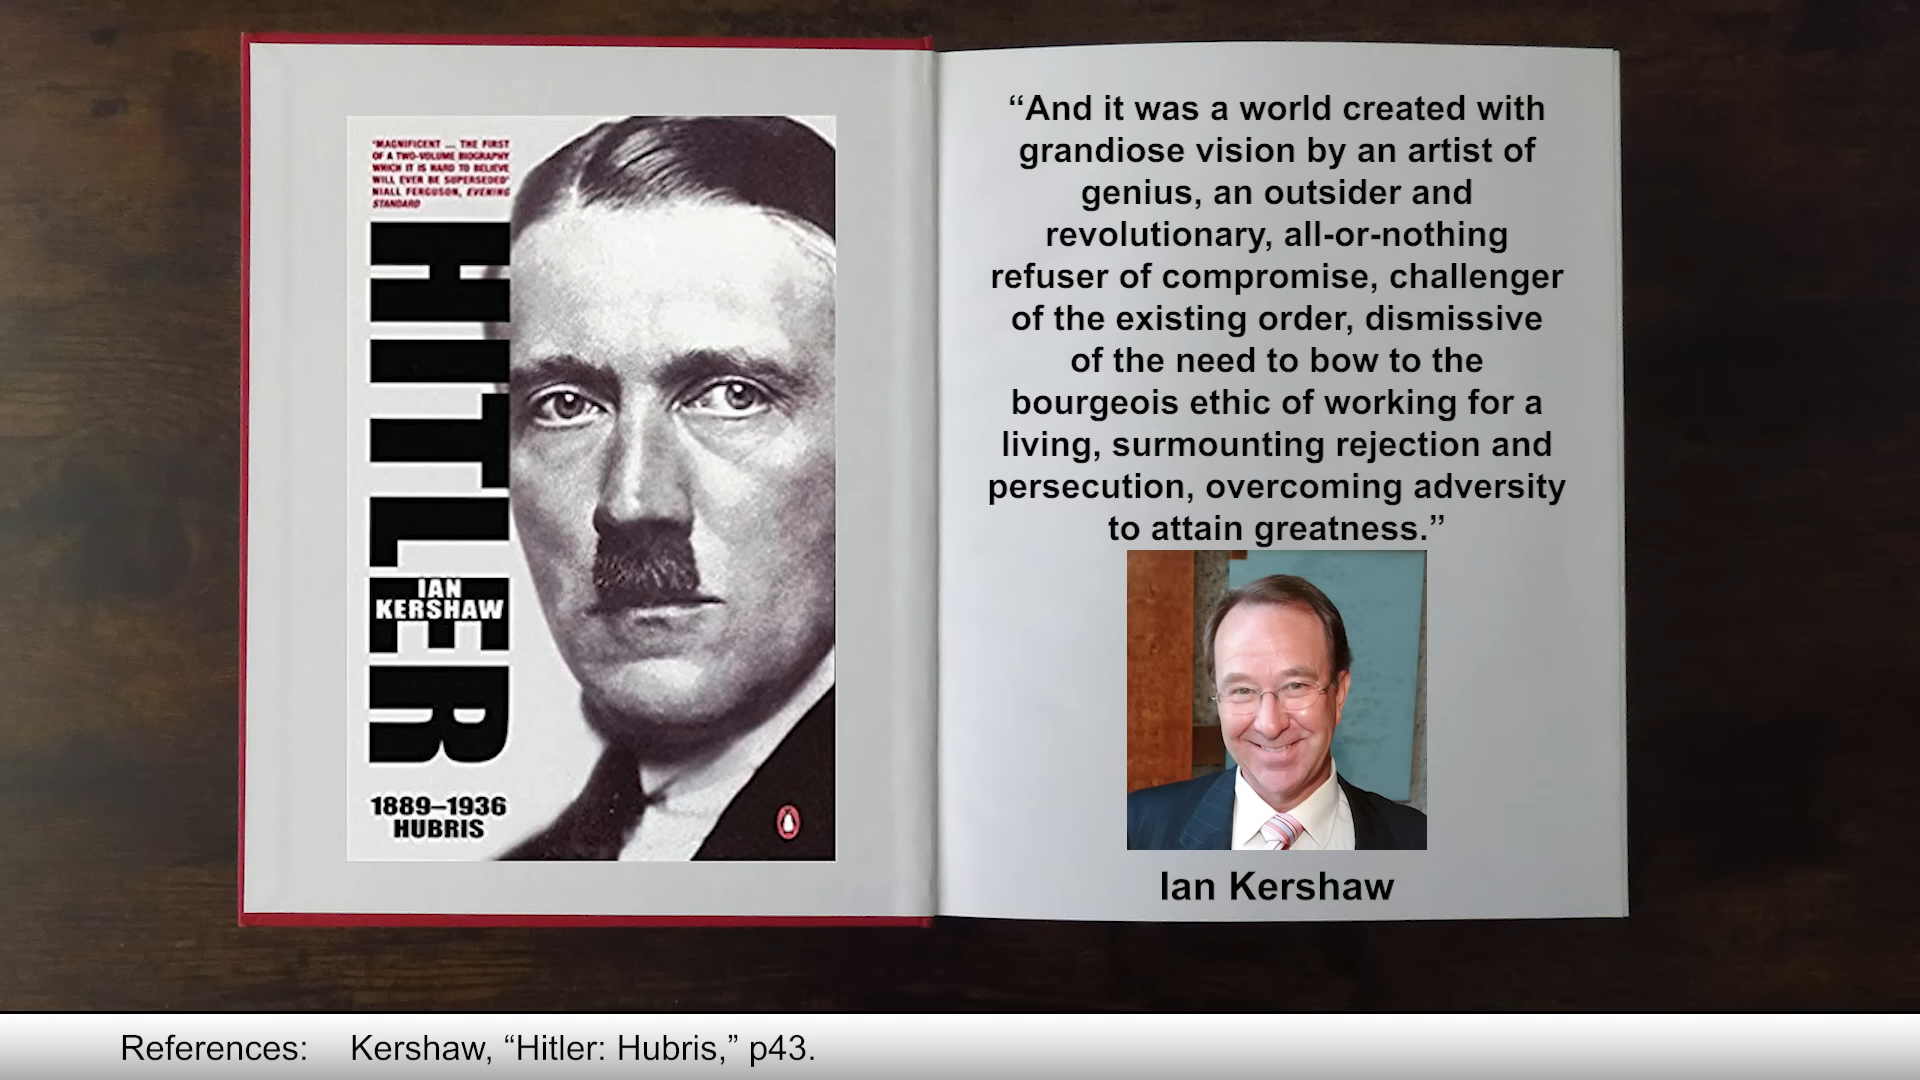 “And it was a world created with
grandiose vision by an artist of
genius, an outsider and
revolutionary, all-or-nothing
refuser of compromise, challenger
of the existing order, dismissive
of the need to bow to the
bourgeois ethic of working for a
living, surmounting rejection and
persecution, overcoming adversity
to attain greatness.”
Ian Kershaw
'MAGNIFICENT ... THE FIRST
OF A TWO-VOLUME BIOGRAPHY
WHICH IT IS HARD TO BELIEVE
WILL EVER BE SUPERSEDED'
NIALL FERGUSON, EVENING
STANDARD
HITLER
IAN
KERSHAW
1889–1936
HUBRIS
References: Kershaw, “Hitler: Hubris,” p43.